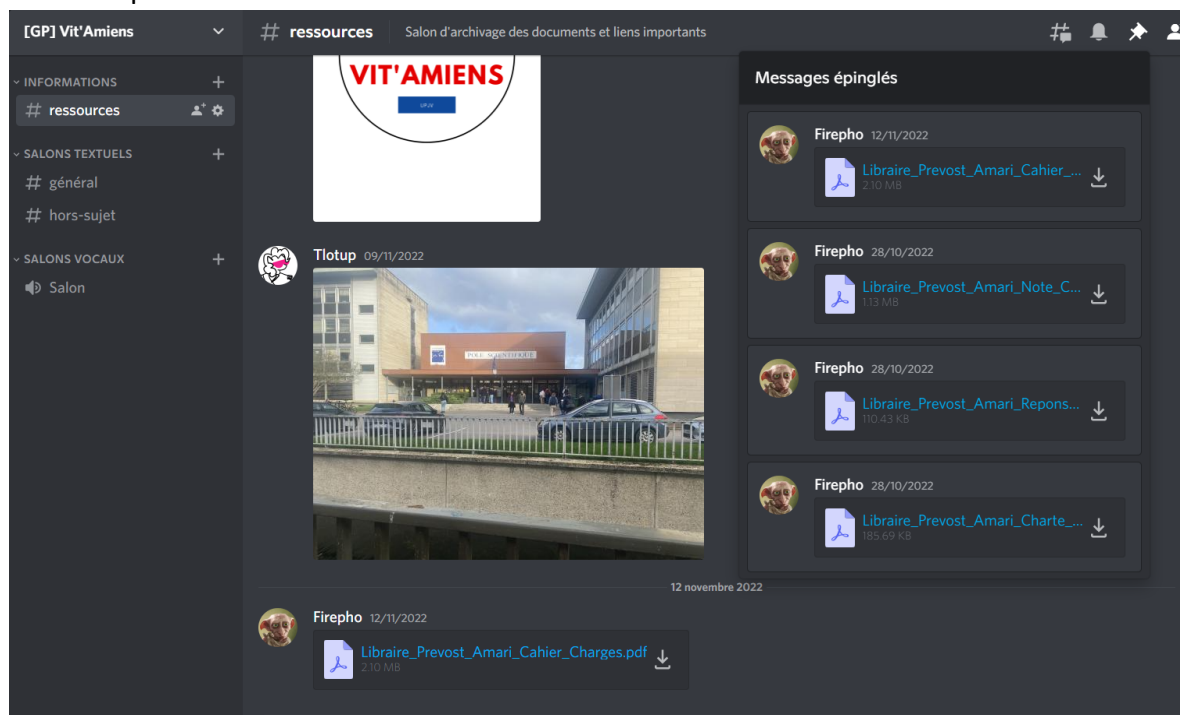 [GP] Vit'Amiens
INFORMATIONS
ressources
SALONS TEXTUELS
général
hors-sujet
SALONS VOCAUX
Salon
# ressources Salon d'archivage des documents et liens importants
VIT'AMIENS
UPJV
Tlotup 09/11/2022
POLE SCIENTIFIQUE
12 novembre 2022
Firepho 12/11/2022
Libraire_Prevost_Amari_Cahier_Charges.pdf
2.10 MB
Messages épinglés
Firepho 12/11/2022
Libraire_Prevost_Amari_Cahier_...
2.10 MB
Firepho 28/10/2022
Libraire_Prevost_Amari_Note_C...
1.13 MB
Firepho 28/10/2022
Libraire_Prevost_Amari_Repons...
110.43 KB
Firepho 28/10/2022
Libraire_Prevost_Amari_Charte_...
185.69 KB